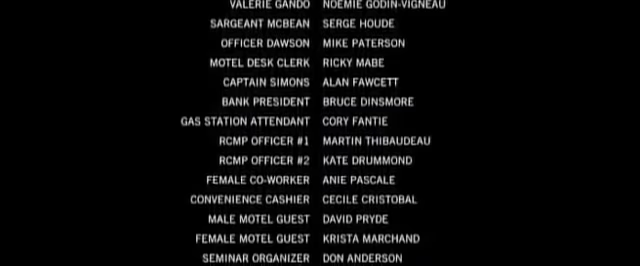 VALERIE GANDO NOEMIE GODIN-VIGNEAU
SARGEANT MCBEAN SERGE HOUDE
OFFICER DAWSON MIKE PATERSON
MOTEL DESK CLERK RICKY MABE
CAPTAIN SIMONS ALAN FAWCETT
BANK PRESIDENT BRUCE DINSMORE
GAS STATION ATTENDANT CORY FANTIE
RCMP OFFICER #1 MARTIN THIBAUDEAU
RCMP OFFICER #2 KATE DRUMMOND
FEMALE CO-WORKER ANIE PASCALE
CONVENIENCE CASHIER CECILE CRISTOBAL
MALE MOTEL GUEST DAVID PRYDE
FEMALE MOTEL GUEST KRISTA MARCHAND
SEMINAR ORGANIZER DON ANDERSON